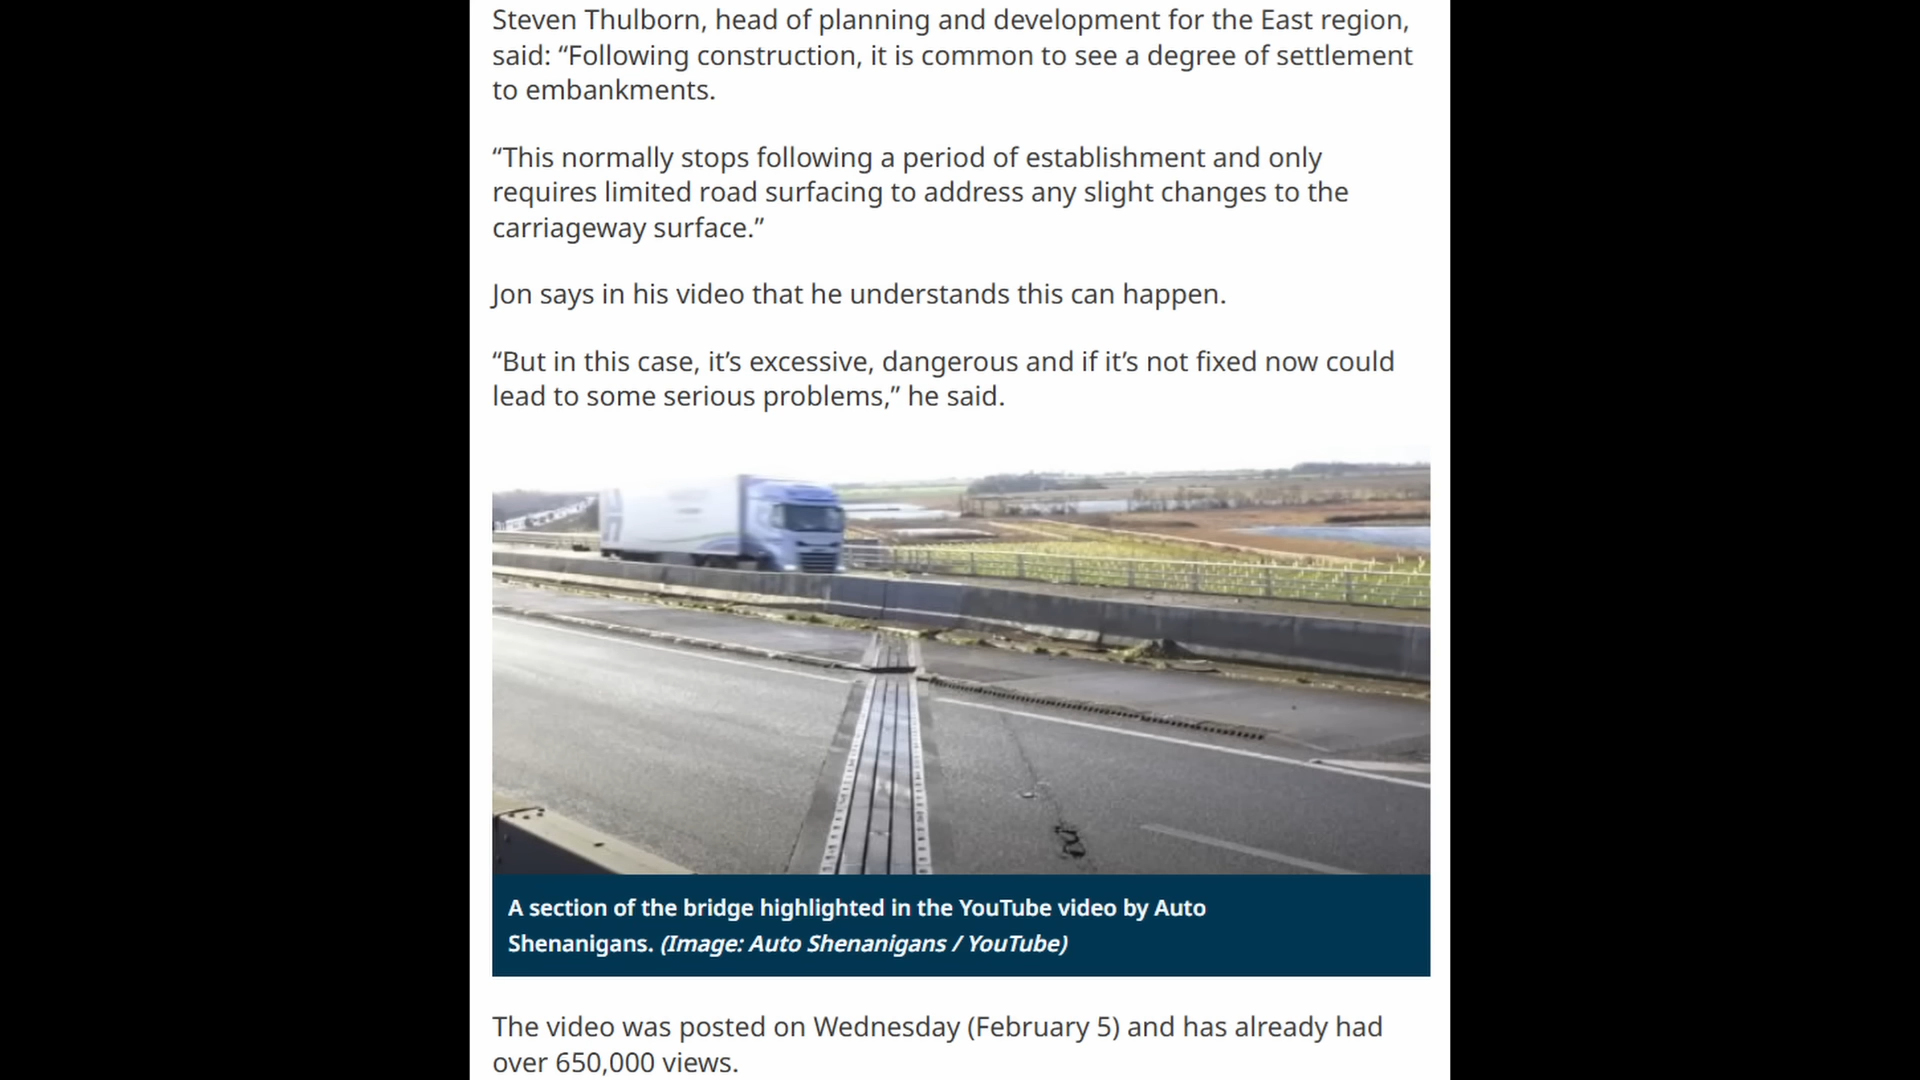 Steven Thulborn, head of planning and development for the East region,
said: “Following construction, it is common to see a degree of settlement
to embankments.
“This normally stops following a period of establishment and only
requires limited road surfacing to address any slight changes to the
carriageway surface.”
Jon says in his video that he understands this can happen.
“But in this case, it’s excessive, dangerous and if it’s not fixed now could
lead to some serious problems,” he said.
A section of the bridge highlighted in the YouTube video by Auto
Shenanigans. (Image: Auto Shenanigans / YouTube)
The video was posted on Wednesday (February 5) and has already had
over 650,000 views.